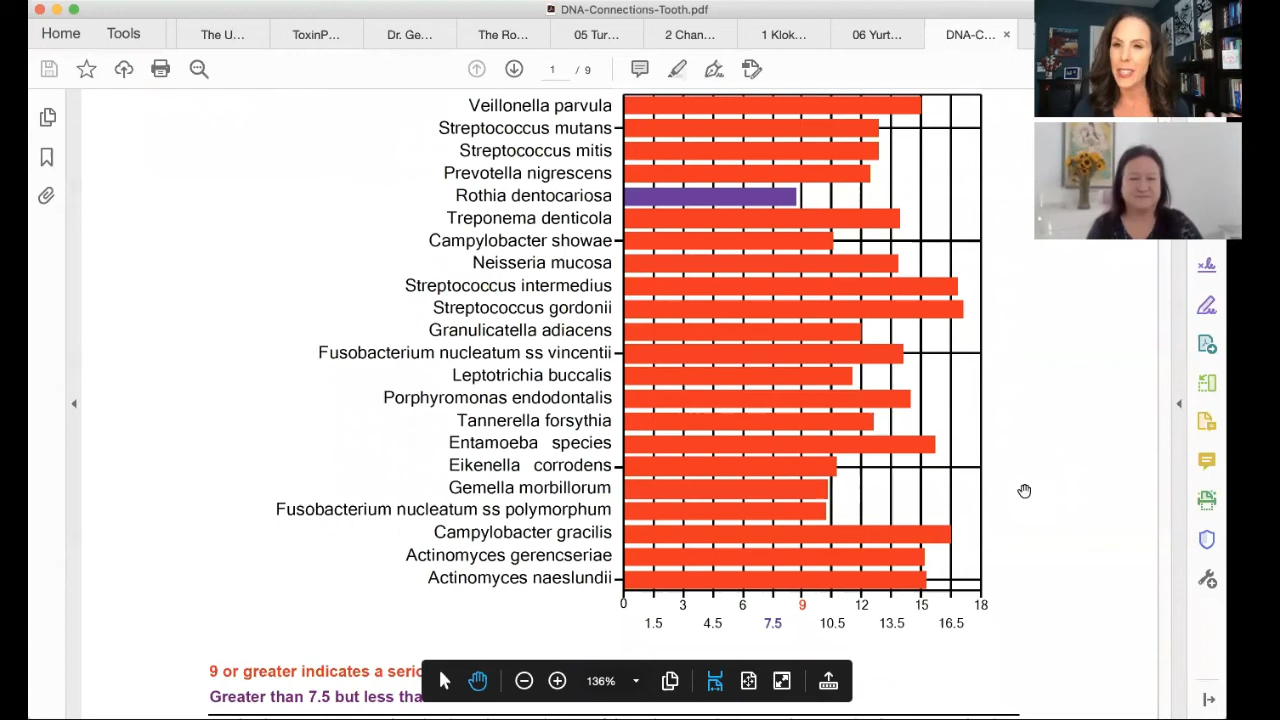 DNA-Connections-Tooth.pdf
Home Tools The U... ToxinP... Dr. Ge... The Ro... 05 Tur... 2 Chan... 1 Klok... 06 Yurt... DNA-C... ×
1 / 9
Veillonella parvula
Streptococcus mutans
Streptococcus mitis
Prevotella nigrescens
Rothia dentocariosa
Treponema denticola
Campylobacter showae
Neisseria mucosa
Streptococcus intermedius
Streptococcus gordonii
Granulicatella adiacens
Fusobacterium nucleatum ss vincentii
Leptotrichia buccalis
Porphyromonas endodontalis
Tannerella forsythia
Entamoeba species
Eikenella corrodens
Gemella morbillorum
Fusobacterium nucleatum ss polymorphum
Campylobacter gracilis
Actinomyces gerencseriae
Actinomyces naeslundii
0 3 6 9 12 15 18
1.5 4.5 7.5 10.5 13.5 16.5
9 or greater indicates a
Greater than 7.5 but less
136%